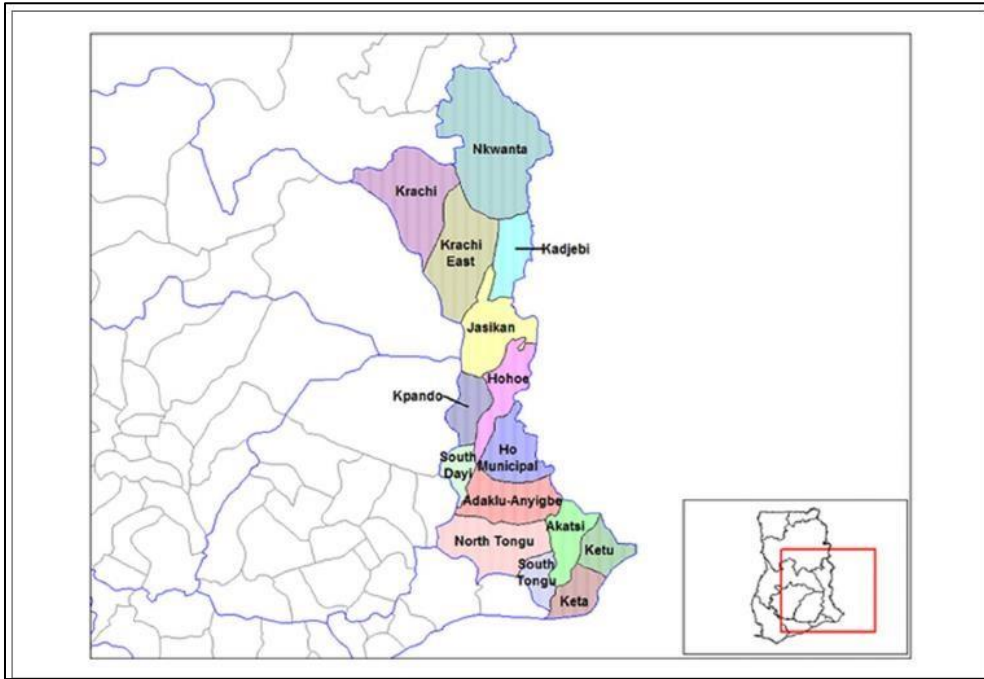 Nkwanta
Krachi
Krachi
East
Kadjebi
Jasikan
Hohoe
Kpando
South
Dayi
Ho
Municipal
Adaklu-Anyigbe
Akatsi
North Tongu
Ketu
South
Tongu
Keta